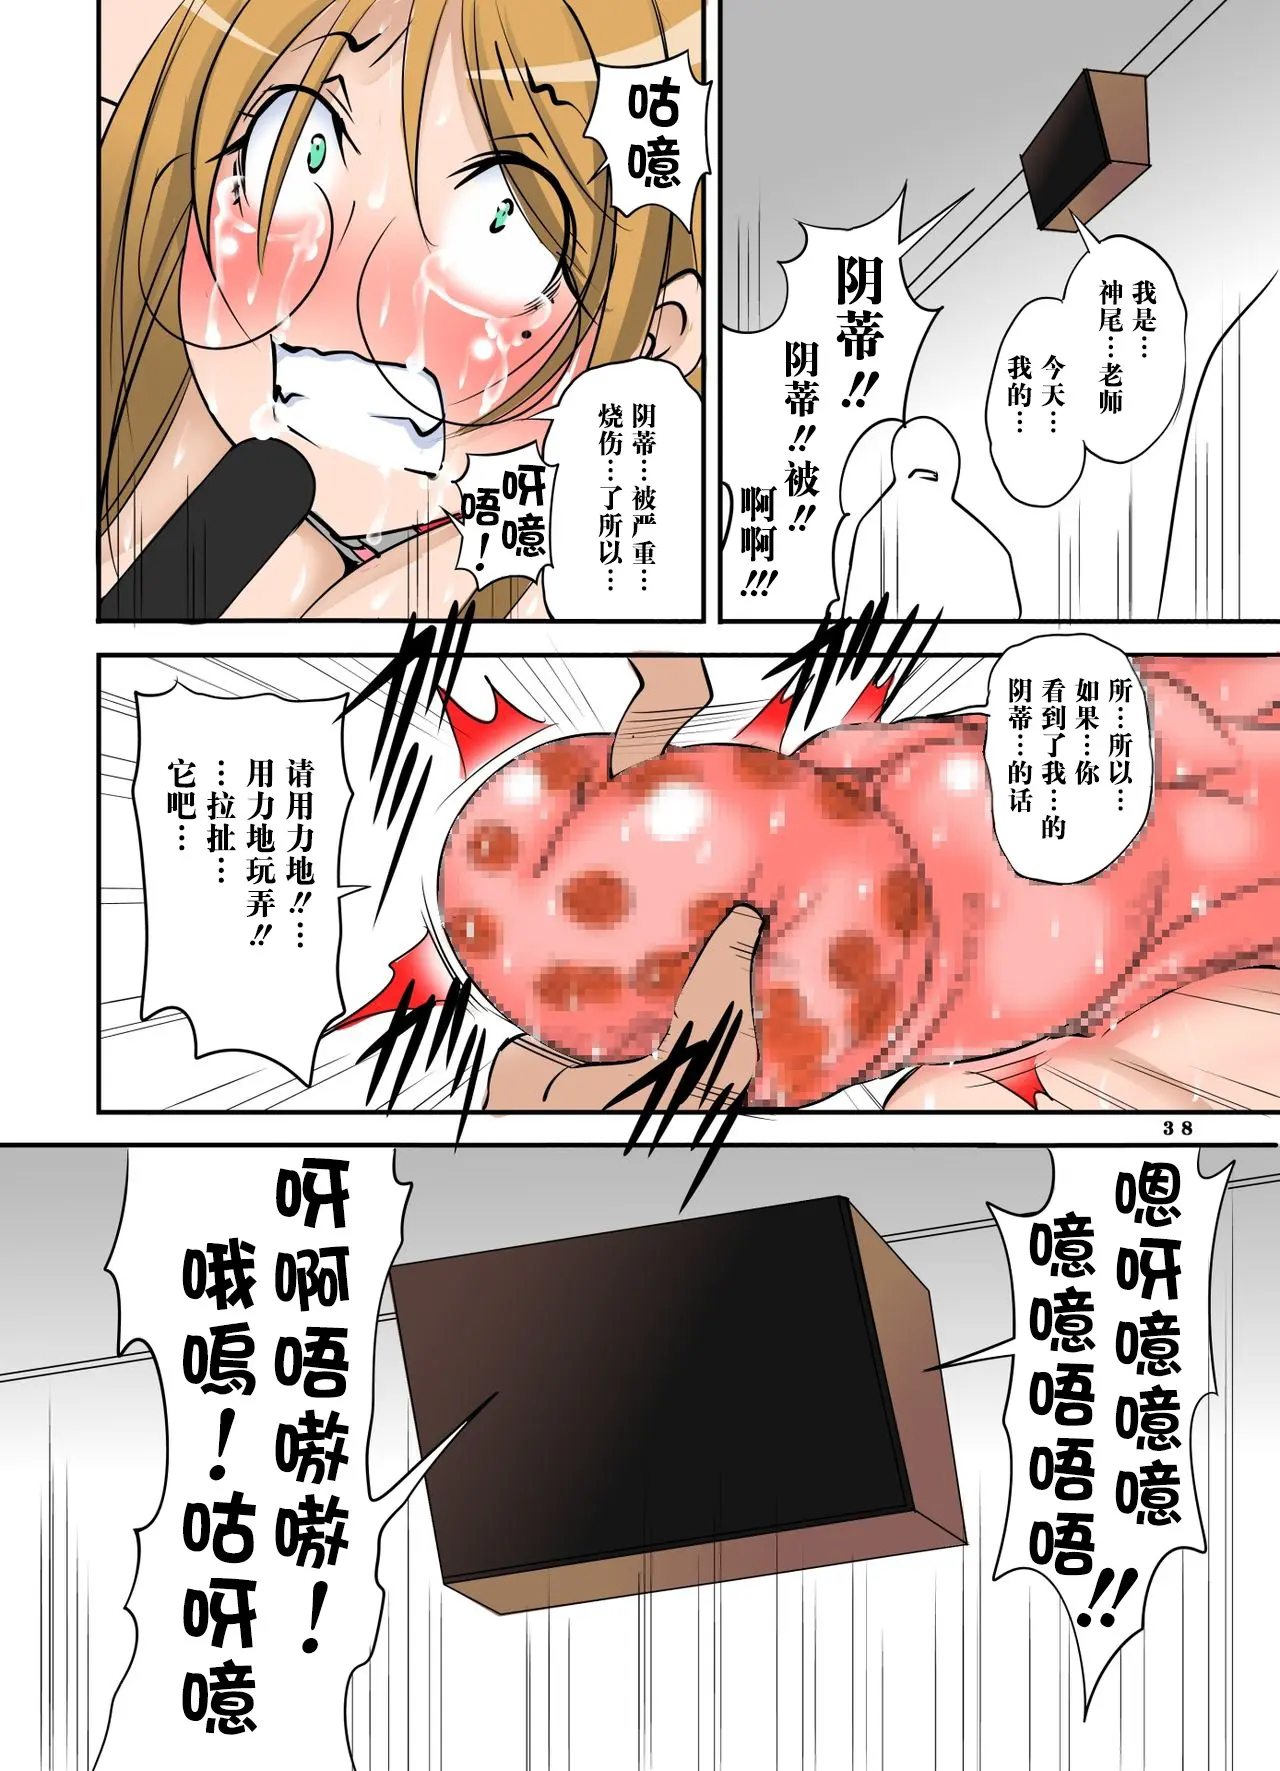 我是…
神尾…老师
今天…
我的…
阴蒂!!
阴蒂!!被!!
啊啊!!!
咕噫
阴蒂…被严重…
烧伤…了所以…
呀噫
唔！
所…所以…
如果…你
看到了我…的
阴蒂…的话
请用力地!!…
用力地玩弄!!
…拉扯…
它吧…
38
嗯呀噫噫噫
噫噫唔唔唔!!
呀啊唔嗷嗷！
哦嗚！咕呀噫